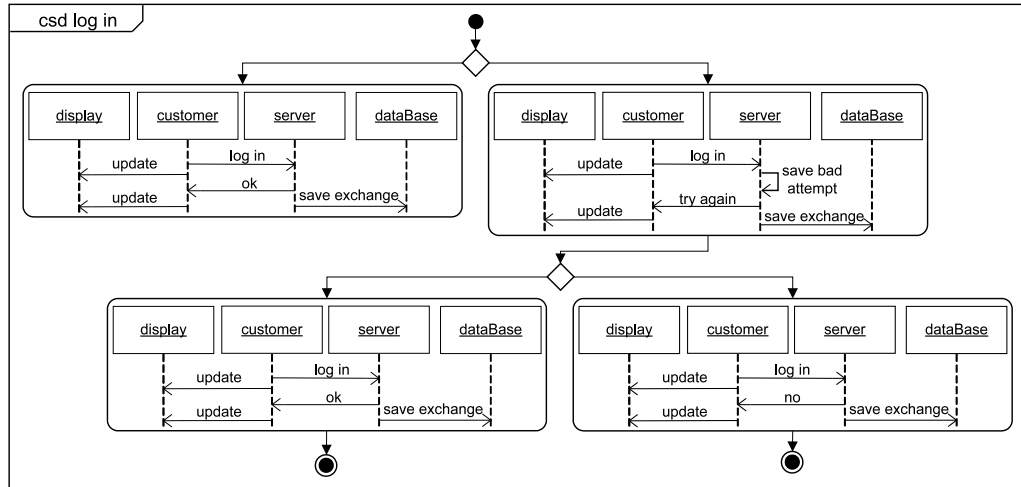 csd log in
display customer server dataBase
update log in
ok
update save exchange
display customer server dataBase
update log in
save bad
attempt
try again
update save exchange
display customer server dataBase
update log in
ok
update save exchange
display customer server dataBase
update log in
no
update save exchange